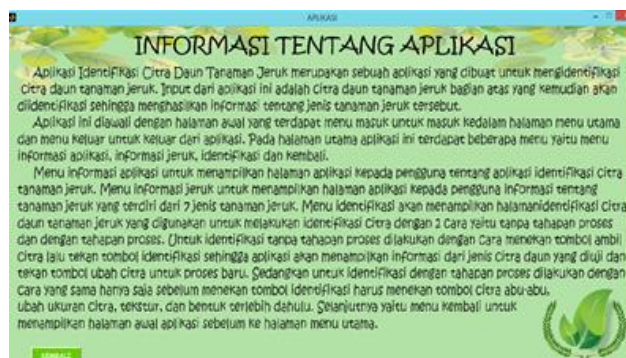 APLIKASI
INFORMASI TENTANG APLIKASI
Aplikasi Identifikasi Citra Daun Tanaman Jeruk merupakan sebuah aplikasi yang dibuat untuk mengidentifikasi
citra daun tanaman jeruk. Input dari aplikasi ini adalah citra daun tanaman jeruk bagian atas yang kemudian akan
diidentifikasi sehingga menghasilkan informasi tentang jenis tanaman jeruk tersebut.
Aplikasi ini diawali dengan halaman awal yang terdapat menu masuk untuk masuk kedalam halaman menu utama
dan menu keluar untuk keluar dari aplikasi. Pada halaman utama aplikasi ini terdapat beberapa menu yaitu menu
informasi aplikasi, informasi jeruk, identifikasi dan kembali.
Menu informasi aplikasi untuk menampilkan halaman aplikasi kepada pengguna tentang aplikasi identifikasi citra
tanaman jeruk. Menu informasi jeruk untuk menampilkan halaman aplikasi kepada pengguna informasi tentang
tanaman jeruk yang terdiri dari 7 jenis tanaman jeruk. Menu identifikasi akan menampilkan halamanidentifikasi Citra
daun tanaman jeruk yang digunakan untuk melakukan identifikasi Citra dengan 2 cara yaitu tanpa tahapan proses
dan dengan tahapan proses. Untuk identifikasi tanpa tahapan proses dilakukan dengan cara menekan tombol ambil
citra lalu tekan tombol identifikasi sehingga aplikasi akan menampilkan informasi dari jenis citra daun yang diuji dan
tekan tombol ubah citra untuk proses baru. Sedangkan untuk identifikasi dengan tahapan proses dilakukan dengan
cara yang sama hanya saja sebelum menekan tombol identifikasi harus menekan tombol citra abu-abu,
ubah ukuran citra, tekstur, dan bentuk terlebih dahulu. Selanjutnya yaitu menu kembali untuk
menampilkan halaman awal aplikasi sebelum ke halaman menu utama.
KEMBALI